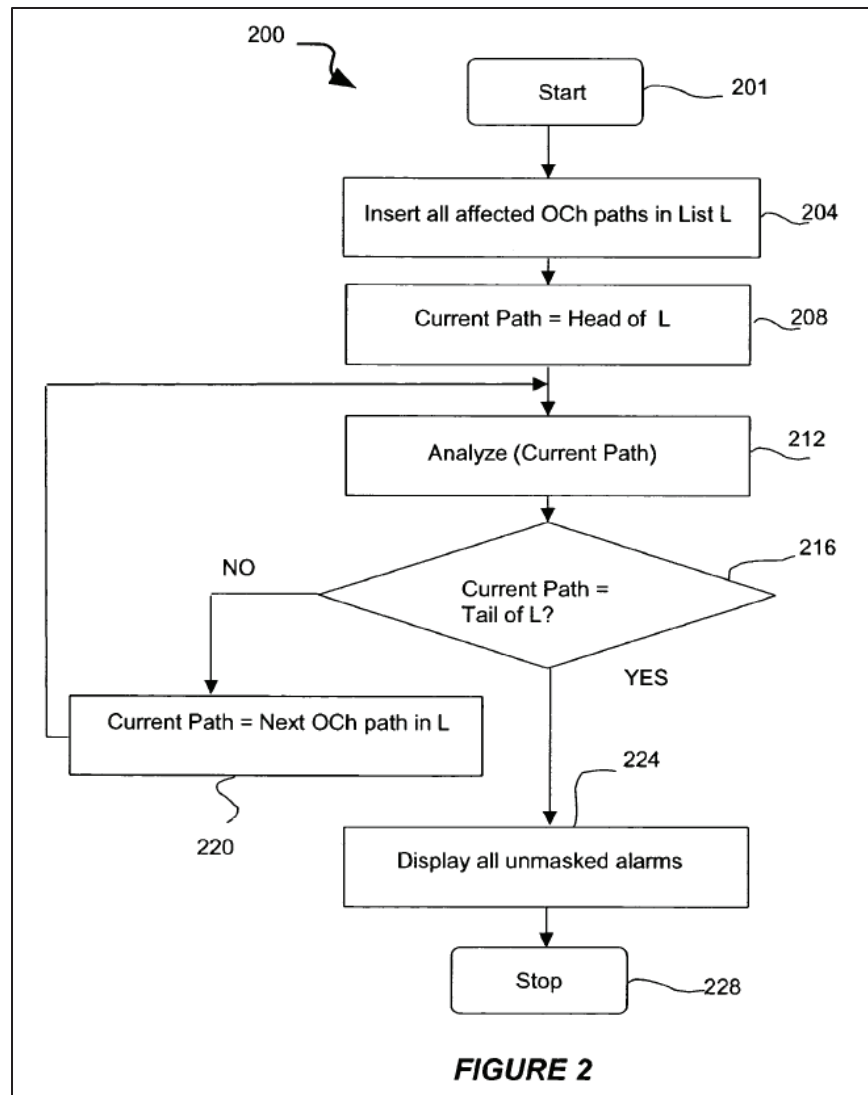 200
Start
201
Insert all affected OCh paths in List L
204
Current Path = Head of L
208
Analyze (Current Path)
212
216
NO
Current Path =
Tail of L?
YES
Current Path = Next OCh path in L
220
224
Display all unmasked alarms
Stop
228
FIGURE 2